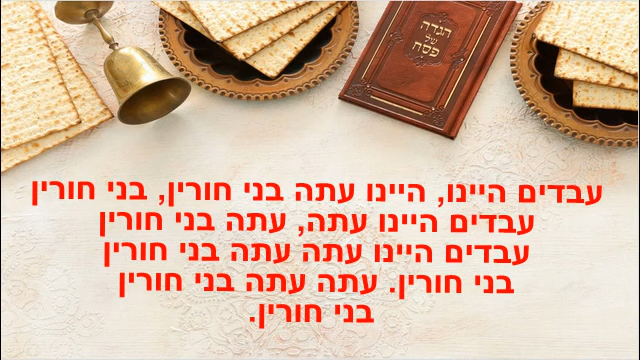 הגדה
של
פסח
עבדים היינו, היינו עתה בני חורין, בני חורין
עבדים היינו עתה, עתה בני חורין
עבדים היינו עתה עתה בני חורין
בני חורין. עתה עתה בני חורין
בני חורין.